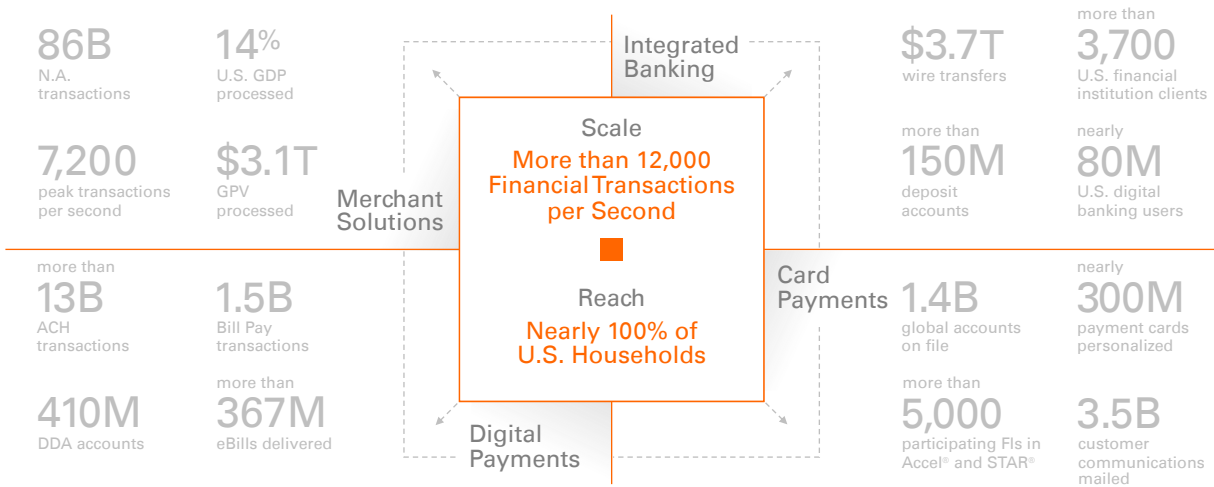 86B
N.A.
transactions
14%
U.S. GDP
processed
7,200
peak transactions
per second
$3.1T
GPV
processed
Merchant
Solutions
Integrated
Banking
$3.7T
wire transfers
more than
3,700
U.S. financial
institution clients
more than
150M
deposit
accounts
nearly
80M
U.S. digital
banking users
Scale
More than 12,000
Financial Transactions
per Second
Reach
Nearly 100% of
U.S. Households
more than
13B
ACH
transactions
1.5B
Bill Pay
transactions
410M
DDA accounts
more than
367M
eBills delivered
Digital
Payments
Card
Payments
1.4B
global accounts
on file
nearly
300M
payment cards
personalized
more than
5,000
participating FIs in
Accel® and STAR®
3.5B
customer
communications
mailed